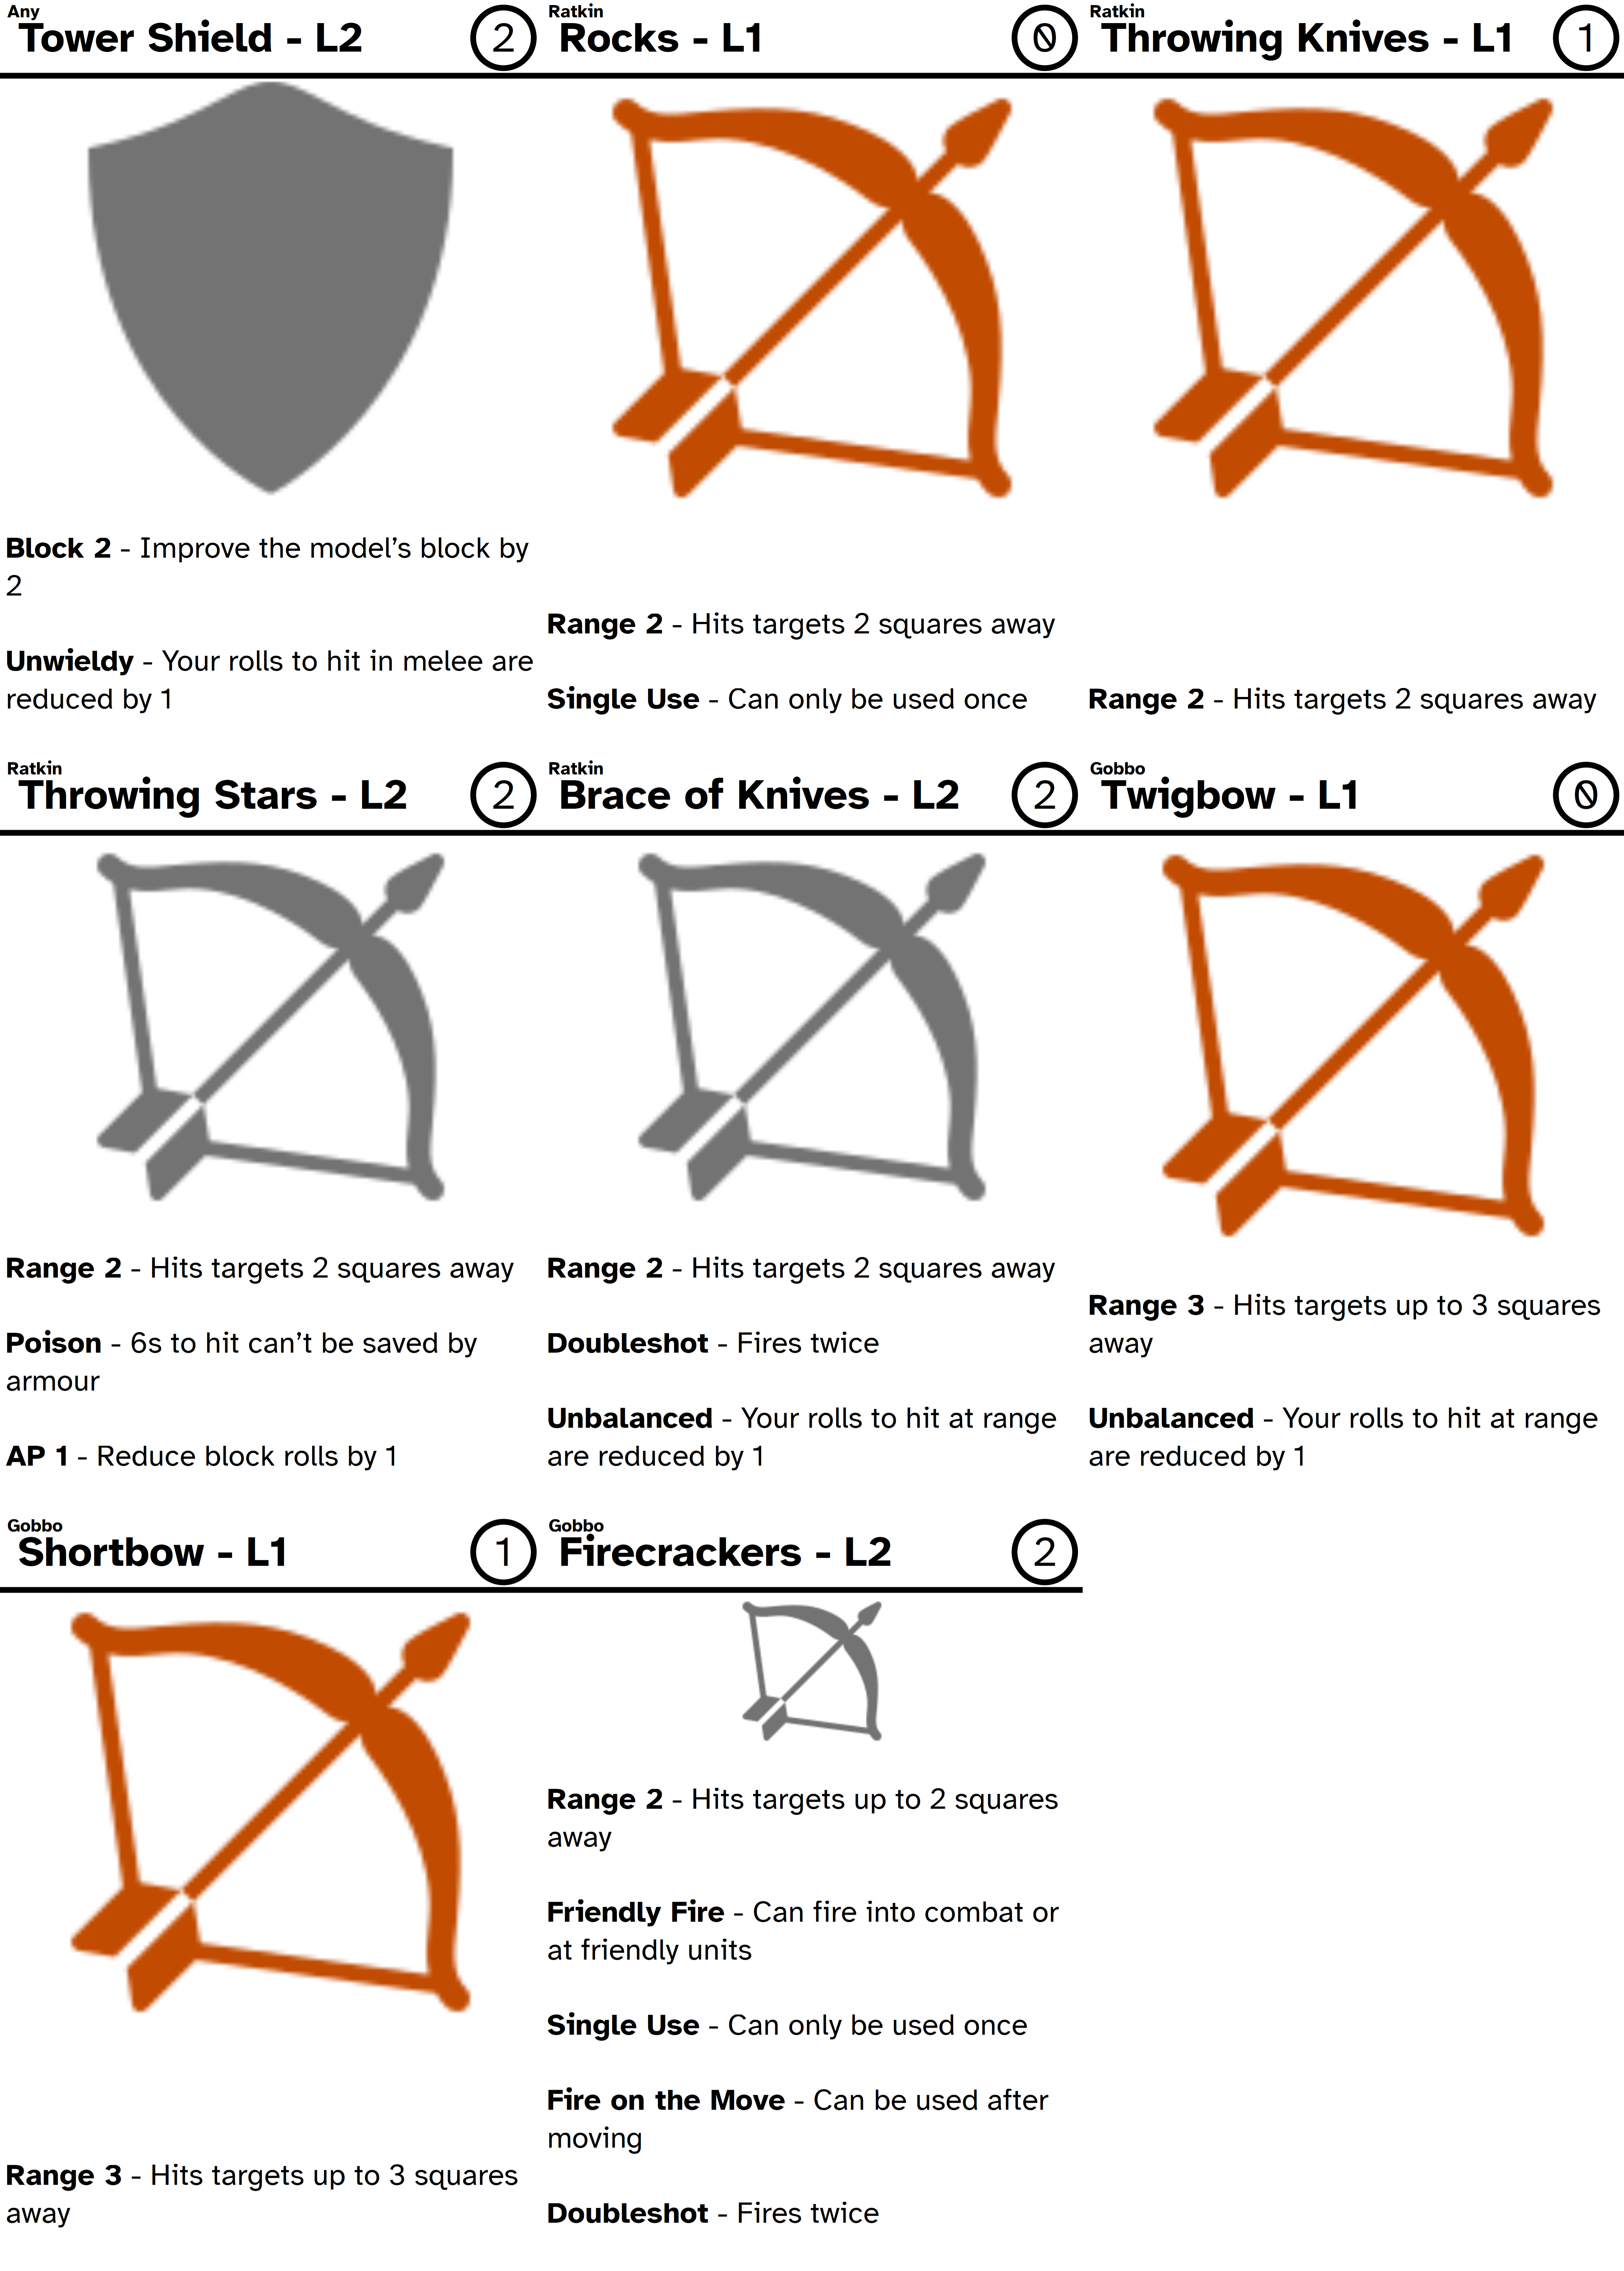 Any
Tower Shield - L2
2
Block 2 - Improve the model’s block by
2
Unwieldy - Your rolls to hit in melee are
reduced by 1
Ratkin
Rocks - L1
0
Range 2 - Hits targets 2 squares away
Single Use - Can only be used once
Ratkin
Throwing Knives - L1
1
Range 2 - Hits targets 2 squares away
Ratkin
Throwing Stars - L2
2
Range 2 - Hits targets 2 squares away
Poison - 6s to hit can’t be saved by
armour
AP 1 - Reduce block rolls by 1
Ratkin
Brace of Knives - L2
2
Range 2 - Hits targets 2 squares away
Doubleshot - Fires twice
Unbalanced - Your rolls to hit at range
are reduced by 1
Gobbo
Twigbow - L1
0
Range 3 - Hits targets up to 3 squares
away
Unbalanced - Your rolls to hit at range
are reduced by 1
Gobbo
Shortbow - L1
1
Range 3 - Hits targets up to 3 squares
away
Gobbo
Firecrackers - L2
2
Range 2 - Hits targets up to 2 squares
away
Friendly Fire - Can fire into combat or
at friendly units
Single Use - Can only be used once
Fire on the Move - Can be used after
moving
Doubleshot - Fires twice